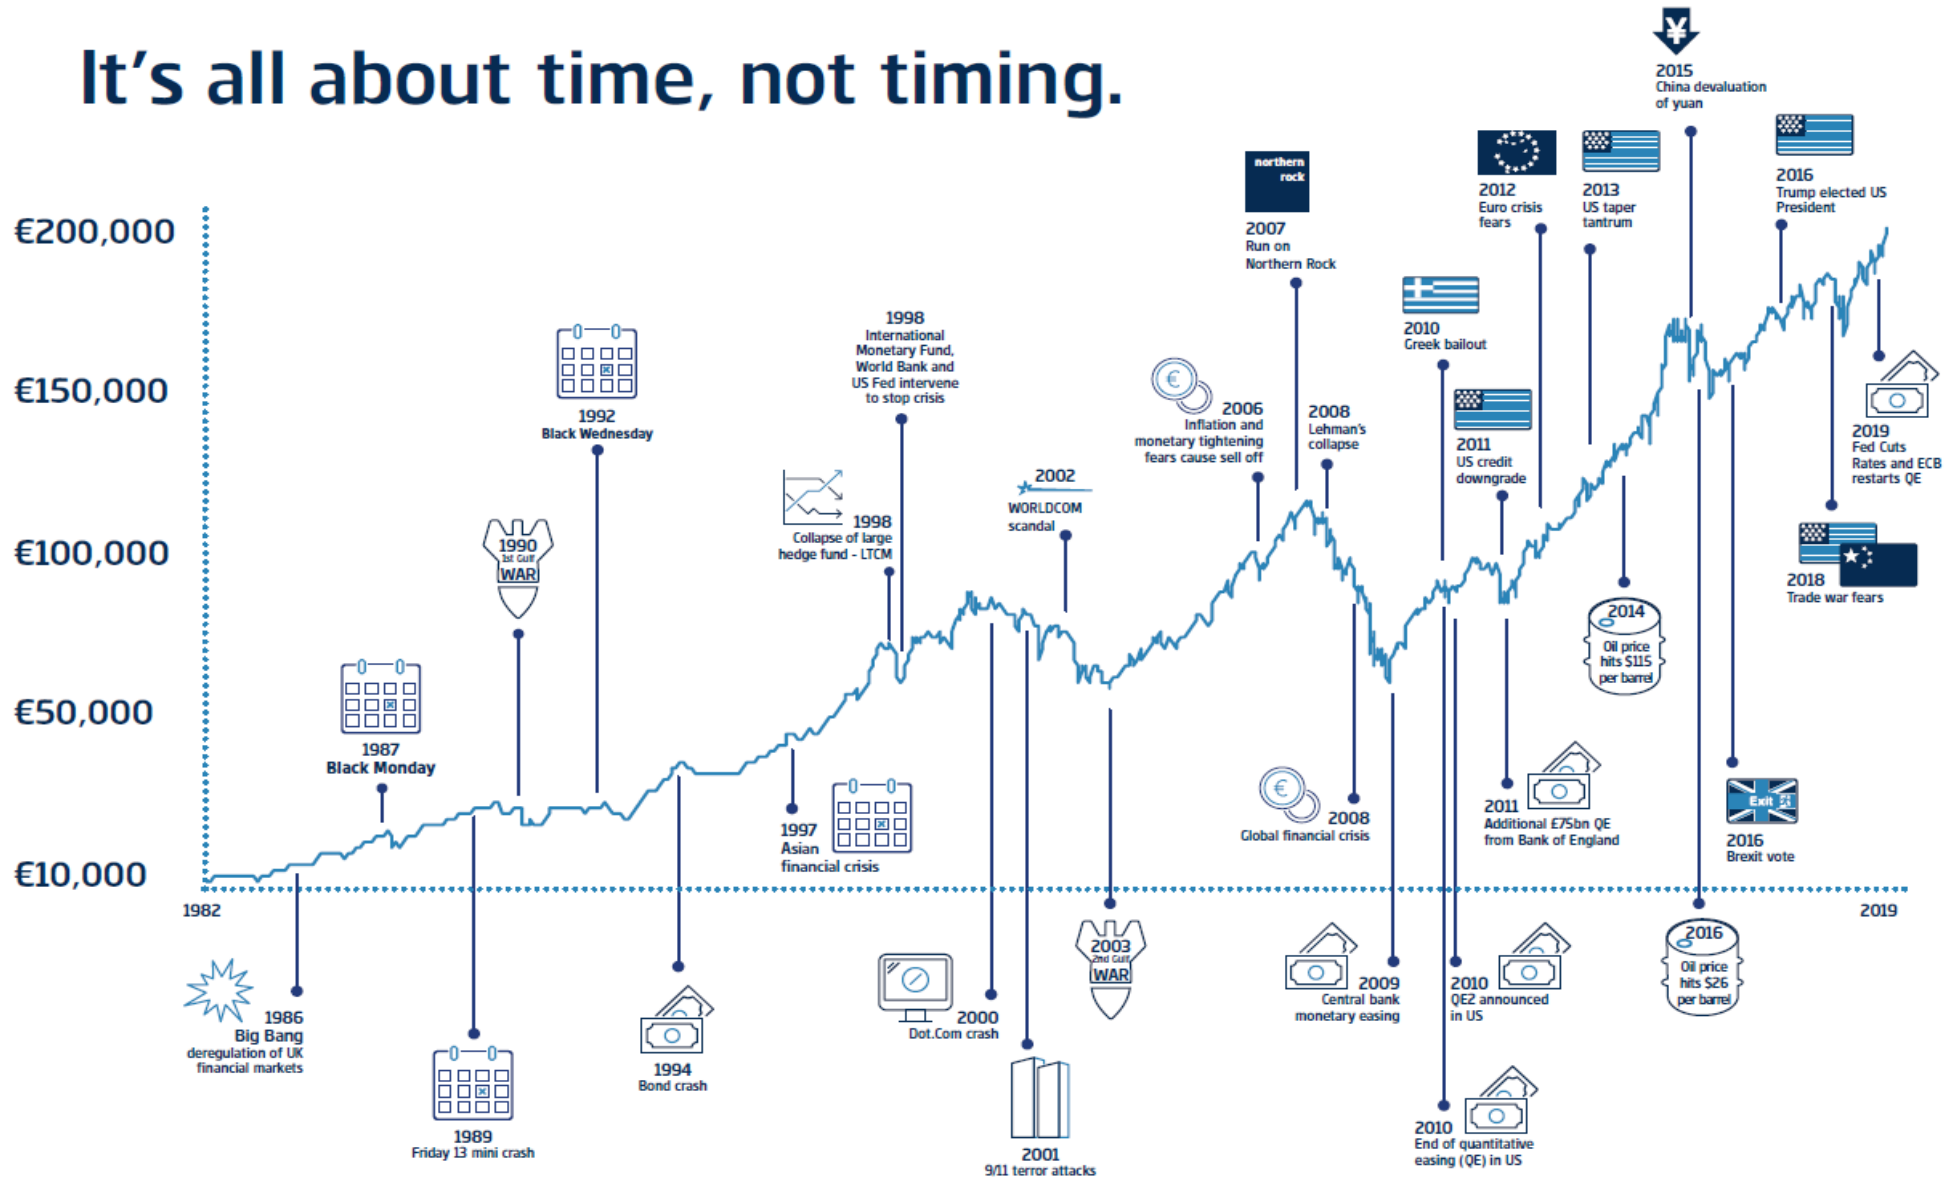 It's all about time, not timing.
€200,000
€150,000
€100,000
€50,000
€10,000
1982
2019
1986
Big Bang
deregulation of UK
financial markets
1987
Black Monday
1989
Friday 13 mini crash
1990
1st Gulf
WAR
1992
Black Wednesday
1994
Bond crash
1997
Asian
financial crisis
1998
Collapse of large
hedge fund - LTCM
1998
International
Monetary Fund,
World Bank and
US Fed intervene
to stop crisis
2000
Dot.Com crash
2001
9/11 terror attacks
2002
WORLDCOM
scandal
2003
2nd Gulf
WAR
2006
Inflation and
monetary tightening
fears cause sell off
northern
rock
2007
Run on
Northern Rock
2008
Lehman's
collapse
€
€
2008
Global financial crisis
2009
Central bank
monetary easing
2010
Greek bailout
2010
QE2 announced
in US
2010
End of quantitative
easing (QE) in US
2011
US credit
downgrade
2011
Additional £75bn QE
from Bank of England
2012
Euro crisis
fears
2013
US taper
tantrum
2014
Oil price
hits $115
per barrel
¥
2015
China devaluation
of yuan
2016
Oil price
hits $26
per barrel
Exit
2016
Brexit vote
2016
Trump elected US
President
2018
Trade war fears
2019
Fed Cuts
Rates and ECB
restarts QE